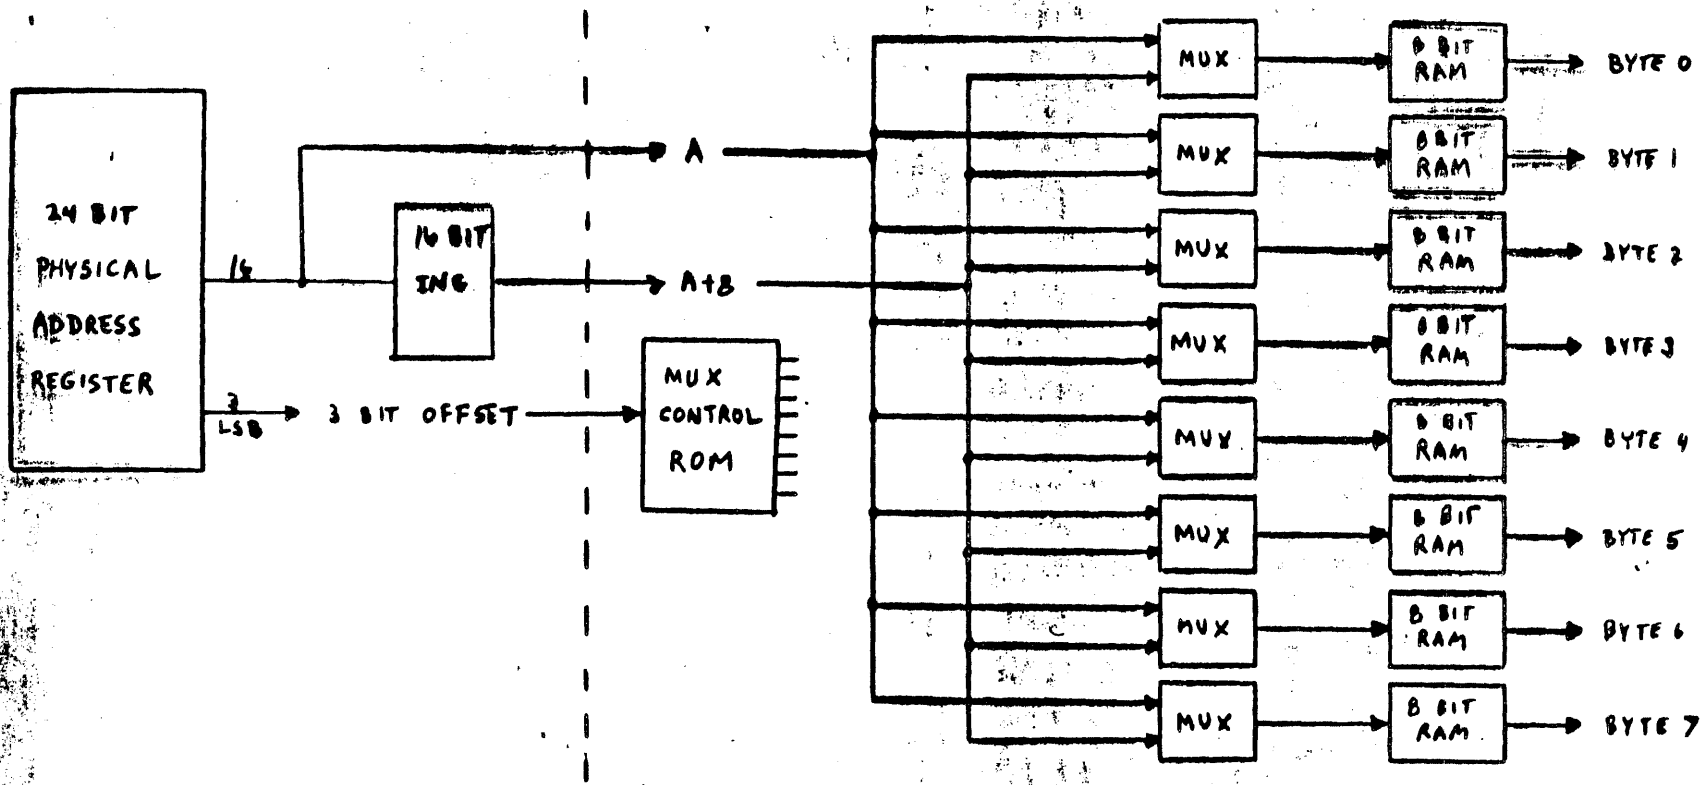 24 BIT
PHYSICAL
ADDRESS
REGISTER
16
3
LSB
16 BIT
ING
A
A+8
3 BIT OFFSET
MUX
CONTROL
ROM
MUX
8 BIT
RAM
BYTE 0
MUX
8 BIT
RAM
BYTE 1
MUX
8 BIT
RAM
BYTE 2
MUX
8 BIT
RAM
BYTE 3
MUX
8 BIT
RAM
BYTE 4
MUX
8 BIT
RAM
BYTE 5
MUX
8 BIT
RAM
BYTE 6
MUX
8 BIT
RAM
BYTE 7